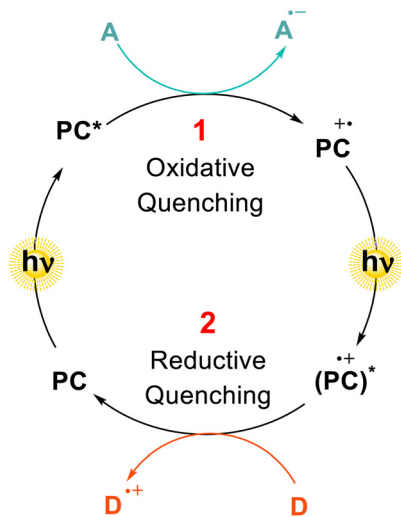 A A•−
1
PC* PC+•
Oxidative
Quenching
hν hν
2
PC Reductive (PC)•+*
Quenching
D•+ D